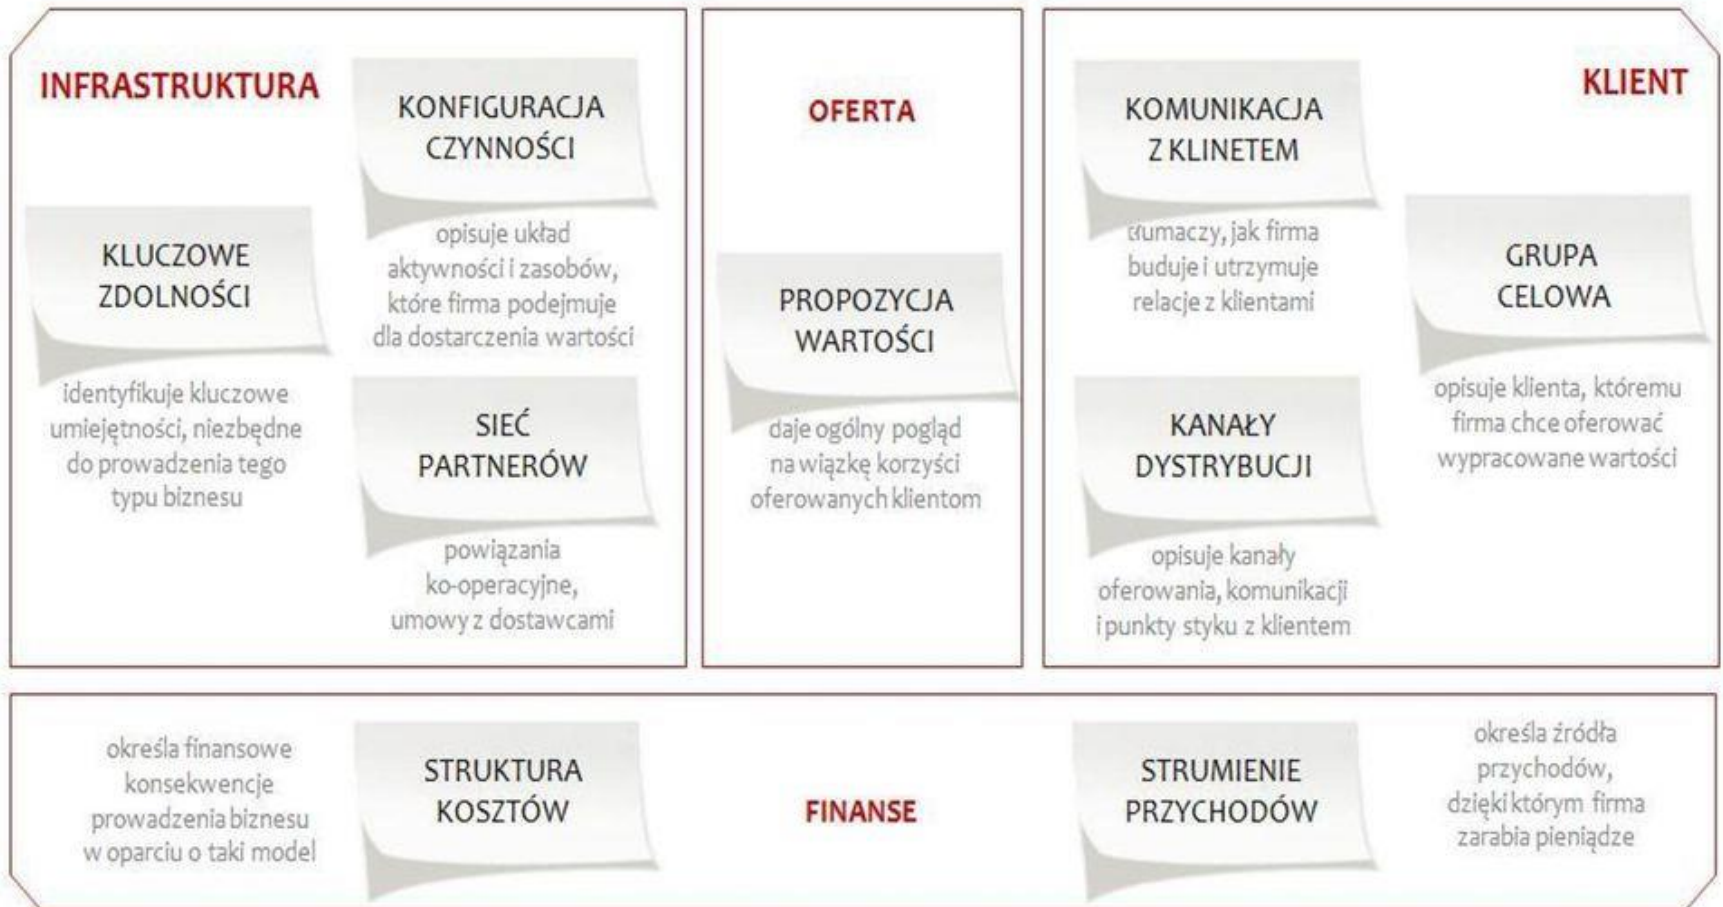 INFRASTRUKTURA
KLUCZOWE
ZDOLNOŚCI
identyfikuje kluczowe
umiejętności, niezbędne
do prowadzenia tego
typu biznesu
KONFIGURACJA
CZYNNOŚCI
opisuje układ
aktywności i zasobów,
które firma podejmuje
dla dostarczenia wartości
SIEĆ
PARTNERÓW
powiązania
ko-operacyjne,
umowy z dostawcami
OFERTA
PROPOZYCJA
WARTOŚCI
daje ogólny pogląd
na wiązkę korzyści
oferowanych klientom
KLIENT
KOMUNIKACJA
Z KLINETEM
tłumaczy, jak firma
buduje i utrzymuje
relacje z klientami
KANAŁY
DYSTRYBUCJI
opisuje kanały
oferowania, komunikacji
i punkty styku z klientem
GRUPA
CELOWA
opisuje klienta, któremu
firma chce oferować
wypracowane wartości
określa finansowe
konsekwencje
prowadzenia biznesu
w oparciu o taki model
STRUKTURA
KOSZTÓW
FINANSE
STRUMIENIE
PRZYCHODÓW
określa źródła
przychodów,
dzięki którym firma
zarabia pieniądze